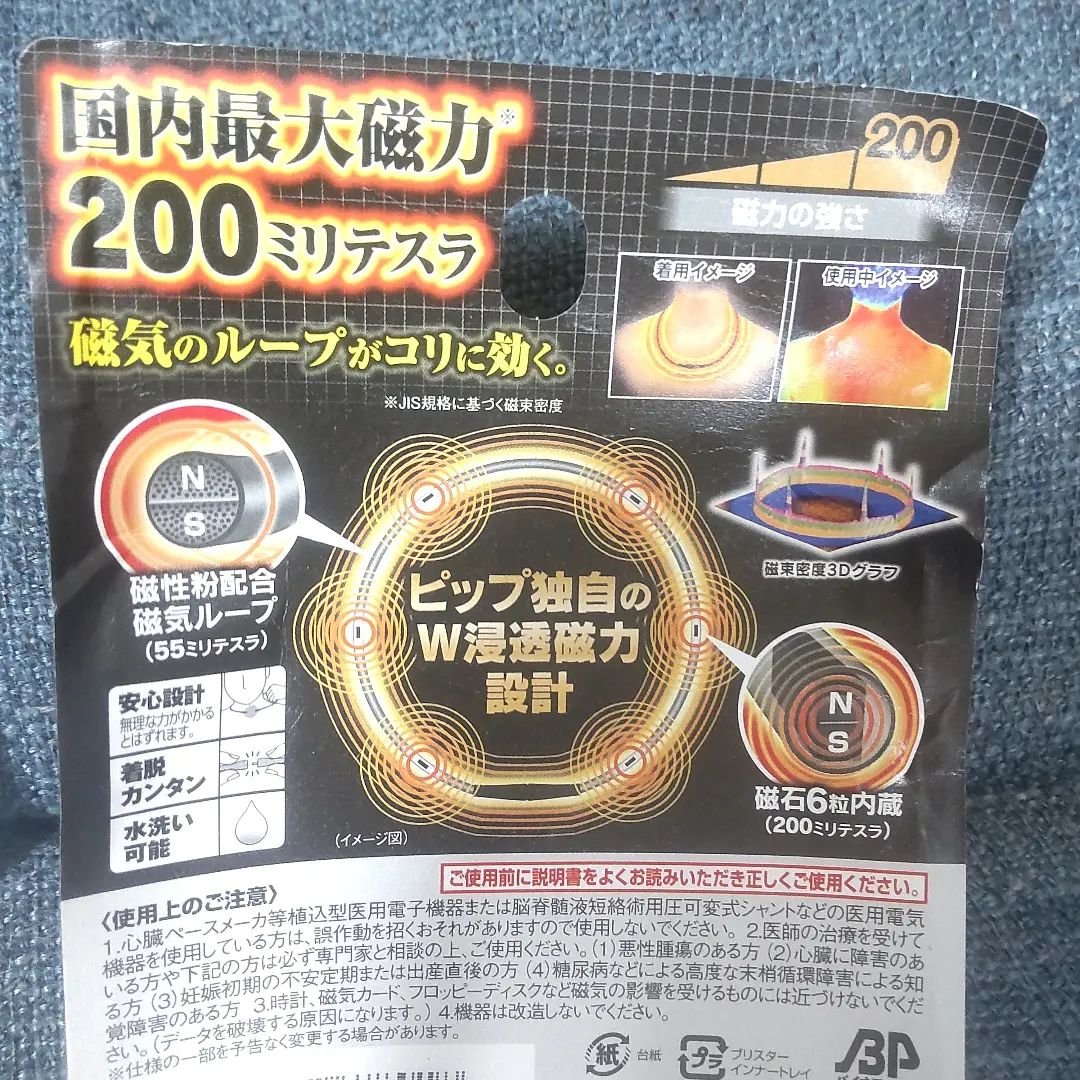 国内最大磁力※
200ミリテスラ
磁気のループがコリに効く。
※JIS規格に基づく磁束密度
200
磁力の強さ
着用イメージ
使用中イメージ
磁束密度3Dグラフ
N
S
磁性粉配合
磁気ループ
(55ミリテスラ)
ピップ独自の
W浸透磁力
設計
N
S
磁石6粒内蔵
(200ミリテスラ)
安心設計
無理な力がかかる
とはずれます。
着脱
カンタン
水洗い
可能
(イメージ図)
ご使用前に説明書をよくお読みいただき正しくご使用ください。
〈使用上のご注意〉
1.心臓ペースメーカ等植込型医用電子機器または脳脊髄液短絡術用圧可変式シャントなどの医用電気
機器を使用している方は、誤作動を招くおそれがありますので使用しないでください。 2.医師の治療を受けて
いる方や下記の方は必ず専門家と相談の上、ご使用ください。(1)悪性腫瘍のある方 (2)心臓に障害のあ
る方 (3)妊娠初期の不安定期または出産直後の方 (4)糖尿病などによる高度な末梢循環障害による知
覚障害のある方 3.時計、磁気カード、フロッピーディスクなど磁気の影響を受けるものには近づけないでくだ
さい。(データを破壊する原因になります。) 4.機器は改造しないでください。
※仕様の一部を予告なく変更する場合があります。
紙
台紙
プラ
ブリスター
インナートレイ